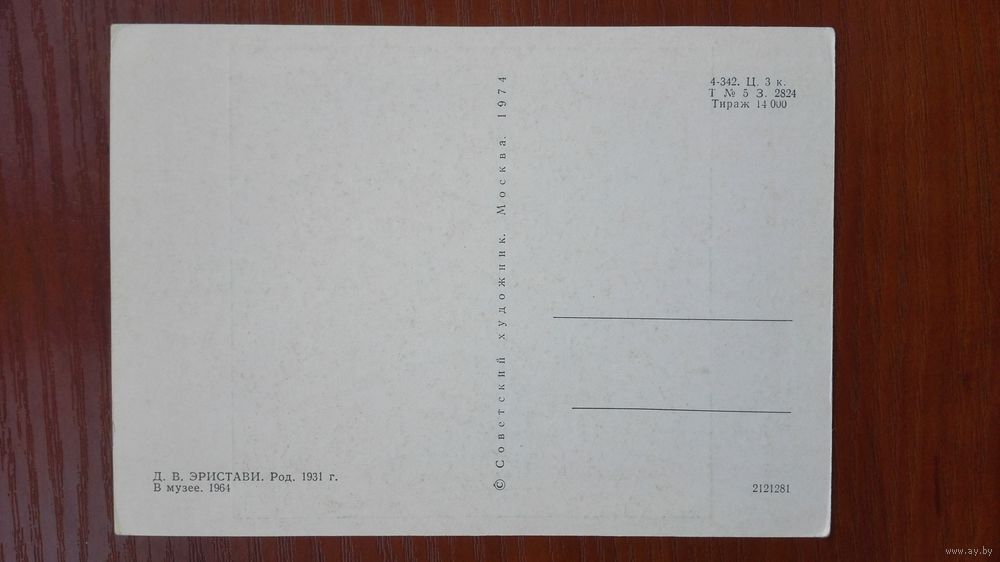 4-342. Ц. 3 к.
Т № 5 З. 2824
Тираж 14 000
© Советский художник. Москва. 1974
Д. В. ЭРИСТАВИ. Род. 1931 г.
В музее. 1964
2121281
www.ay.by